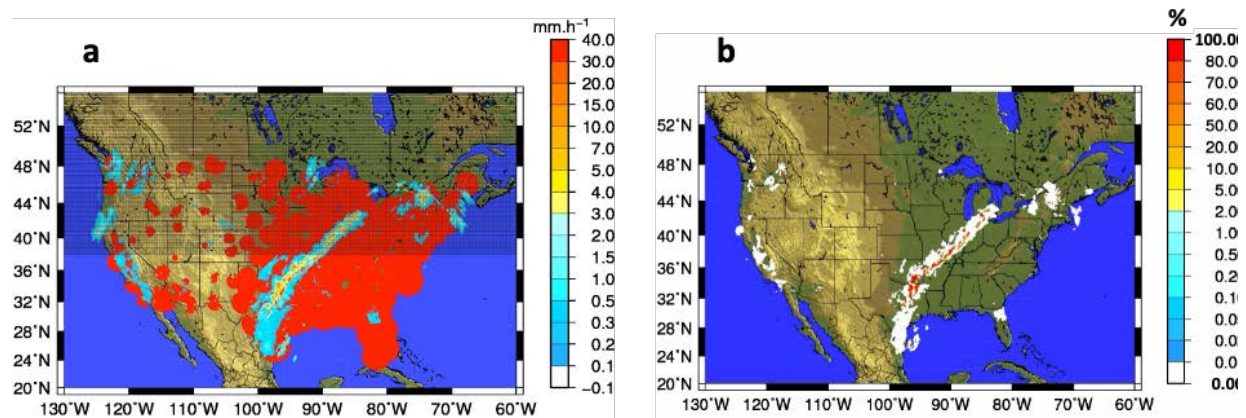 mm.h⁻¹
a
40.0
30.0
20.0
15.0
10.0
7.0
5.0
4.0
3.0
2.0
1.5
1.0
0.5
0.3
0.2
0.1
−0.1
52˚N
48˚N
44˚N
40˚N
36˚N
32˚N
28˚N
24˚N
20˚N
130˚W 120˚W 110˚W 100˚W 90˚W 80˚W 70˚W 60˚W
%
b
100.00
80.00
70.00
60.00
50.00
20.00
10.00
5.00
2.00
1.00
0.50
0.20
0.10
0.0
0.0
0.00
52˚N
48˚N
44˚N
40˚N
36˚N
32˚N
28˚N
24˚N
20˚N
130˚W 120˚W 110˚W 100˚W 90˚W 80˚W 70˚W 60˚W